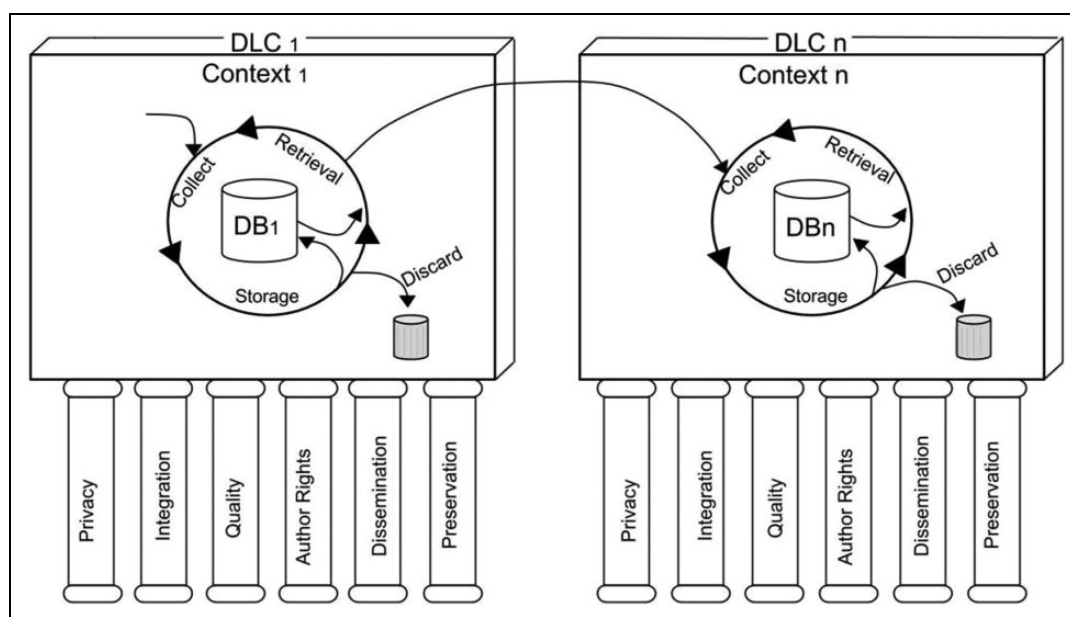 DLC 1
Context 1
Collect
Retrieval
DB1
Storage
Discard
Privacy
Integration
Quality
Author Rights
Dissemination
Preservation
DLC n
Context n
Collect
Retrieval
DBn
Storage
Discard
Privacy
Integration
Quality
Author Rights
Dissemination
Preservation